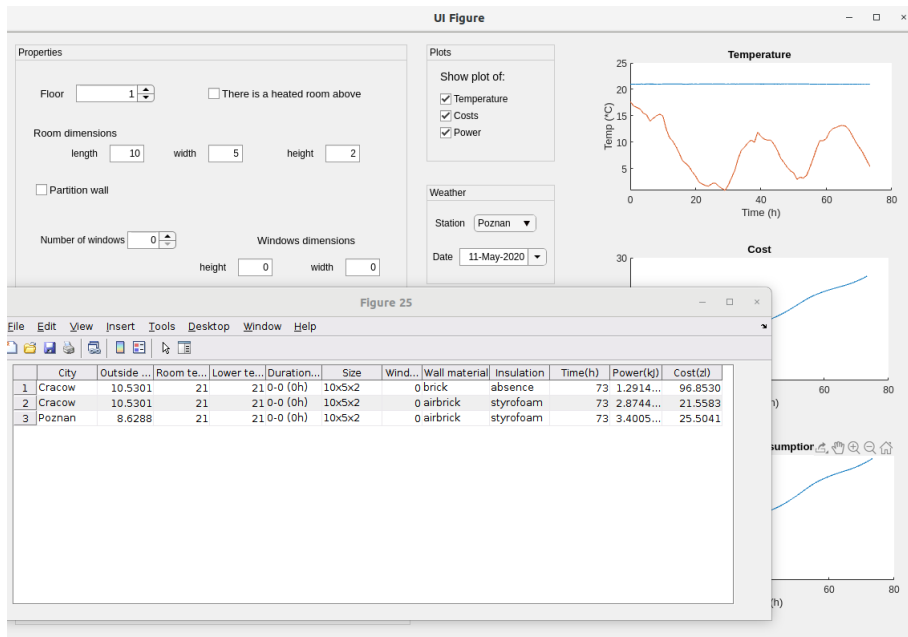 UI Figure
Properties
Floor 1
There is a heated room above
Room dimensions
length 10 width 5 height 2
Partition wall
Number of windows 0
Windows dimensions
height 0 width 0
Plots
Show plot of:
Temperature
Costs
Power
Weather
Station Poznan
Date 11-May-2020
Temperature
25
20
15
10
5
Temp (*C)
0 20 40 60 80
Time (h)
Cost
30
60 80
h)
sumption
60 80
(h)
Figure 25
File Edit View Insert Tools Desktop Window Help
City Outside ... Room te... Lower te... Duration... Size Wind... Wall material Insulation Time(h) Power(kJ) Cost(zl)
1 Cracow 10.5301 21 21 0-0 (0h) 10x5x2 0 brick absence 73 1.2914... 96.8530
2 Cracow 10.5301 21 21 0-0 (0h) 10x5x2 0 airbrick styrofoam 73 2.8744... 21.5583
3 Poznan 8.6288 21 21 0-0 (0h) 10x5x2 0 airbrick styrofoam 73 3.4005... 25.5041